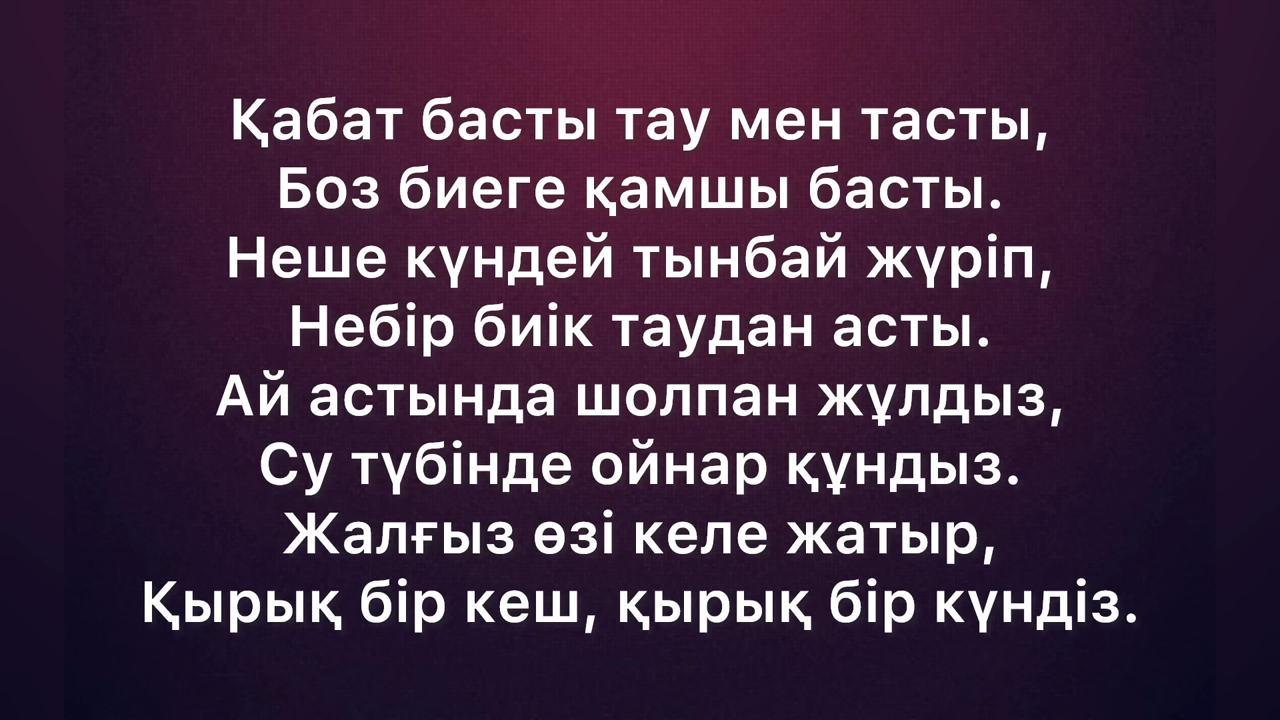 Қабат басты тау мен тасты,
Боз биеге қамшы басты.
Неше күндей тынбай жүріп,
Небір биік таудан асты.
Ай астында шолпан жұлдыз,
Су түбінде ойнар құндыз.
Жалғыз өзі келе жатыр,
Қырық бір кеш, қырық бір күндіз.